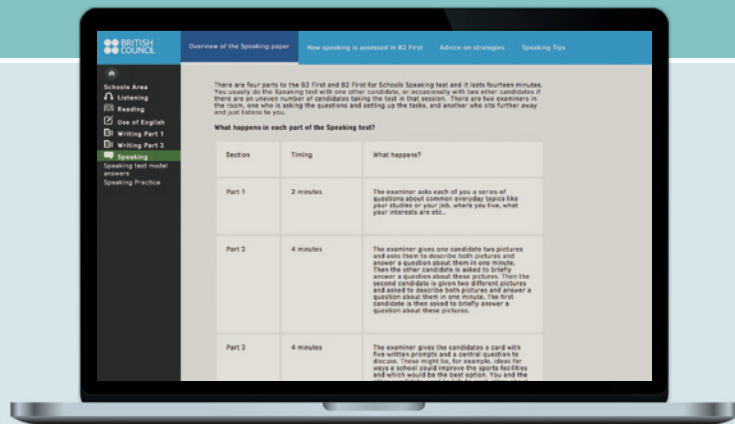 BRITISH
COUNCIL
Overview of the Speaking paper
How speaking is assessed in B2 First
Advice on strategies
Speaking Tips
Schools Area
Listening
Reading
Use of English
Writing Part 1
Writing Part 2
Speaking
Speaking test model
answers
Speaking Practice
There are four parts to the B2 First and B2 First for Schools Speaking test and it lasts fourteen minutes.
You usually do the Speaking test with one other candidate, or occasionally with two other candidates if
there are an uneven number of candidates taking the test in that session. There are two examiners in
the room, one who is asking the questions and setting up the tasks, and another who sits further away
and just listens to you.
What happens in each part of the Speaking test?
Section
Timing
What happens?
Part 1
2 minutes
The examiner asks each of you a series of
questions about common everyday topics like
your studies or your job, where you live, what
your interests are etc..
Part 2
4 minutes
The examiner gives one candidate two pictures
and asks them to describe both pictures and
answer a question about them in one minute.
Then the other candidate is asked to briefly
answer a question about these pictures. Then the
second candidate is given two different pictures
and asked to describe both pictures and answer a
question about them in one minute. The first
candidate is then asked to briefly answer a
question about these pictures.
Part 3
4 minutes
The examiner gives the candidates a card with
five written prompts and a central question to
discuss. These might be, for example, ideas for
ways a school could improve the sports facilities
and which would be the best option. You and the